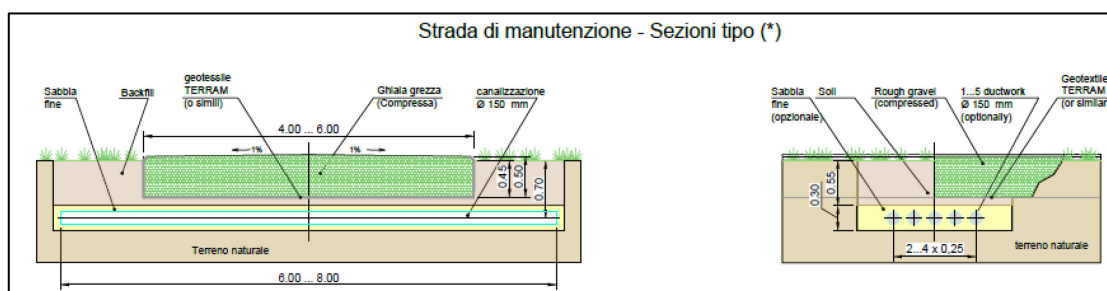 Strada di manutenzione - Sezioni tipo (*)
Sabbia
fine
Backfill
geotessile
TERRAM
(o simili)
Ghiaia grezza
(Compressa)
canalizzazione
Ø 150 mm
4.00 ... 6.00
1%
1%
0.45
0.50
0.70
Terreno naturale
6.00 ... 8.00
Sabbia
fine
(opzionale)
Soil
Rough gravel
(compressed)
1...5 ductwork
Ø 150 mm
(optionally)
Geotextile
TERRAM
(or similar
0.55
0.30
2...4 x 0,25
terreno naturale